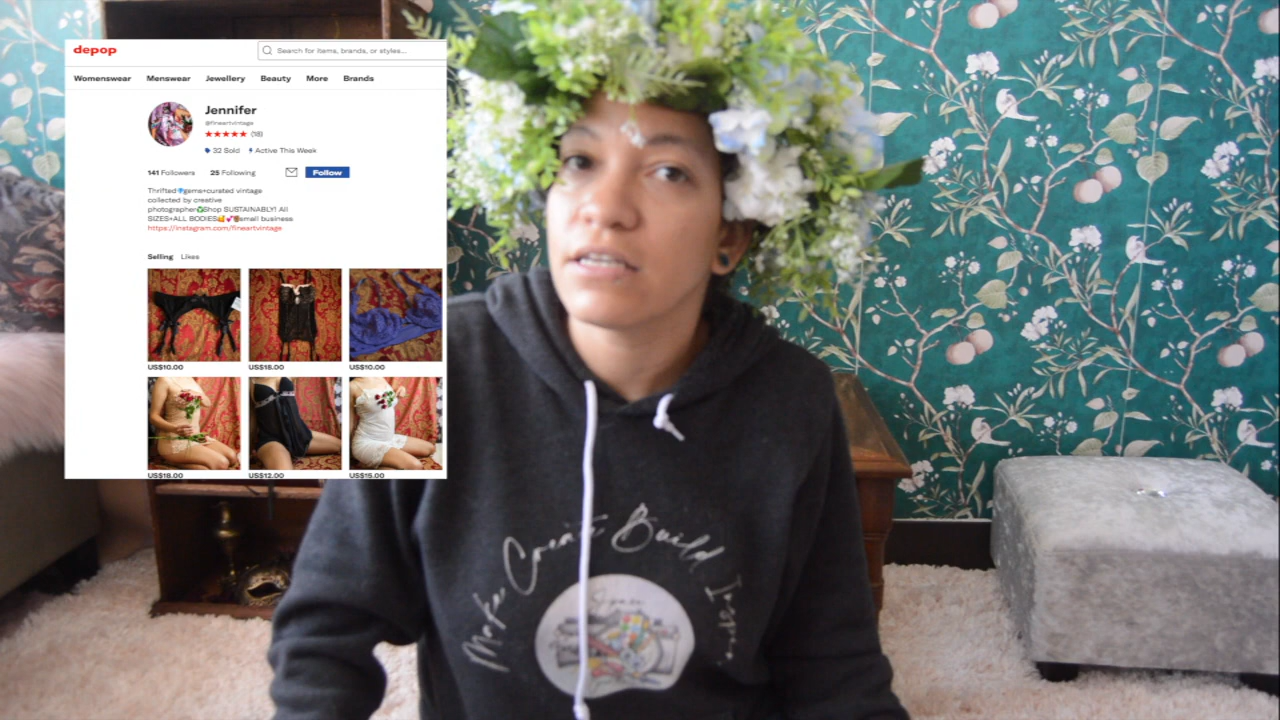 depop
Search for items, brands, or styles...
Womenswear Menswear Jewellery Beauty More Brands
Jennifer
@fineartvintage
(18)
32 Sold Active This Week
141 Followers 25 Following Follow
Thrifted💎gems+curated vintage
collected by creative
photographer♻️Shop SUSTAINABLY! All
SIZES+ALL BODIES🥰💕small business
https://instagram.com/fineartvintage
Selling Likes
US$10.00 US$18.00 US$10.00
US$18.00 US$12.00 US$15.00
Make Create Build